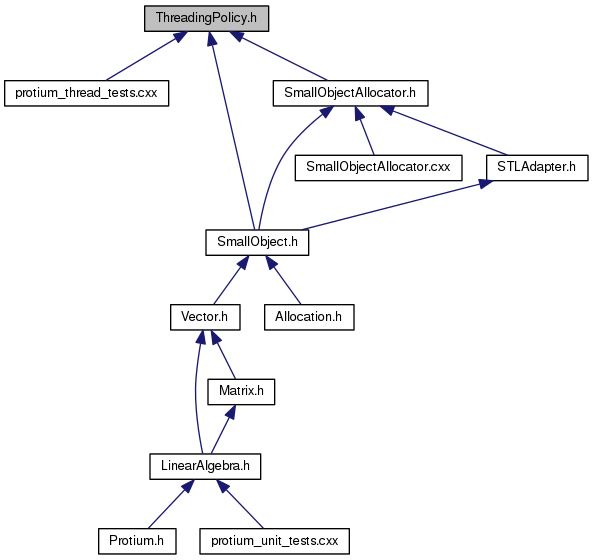 ThreadingPolicy.h
protium_thread_tests.cxx
SmallObjectAllocator.h
SmallObjectAllocator.cxx
STLAdapter.h
SmallObject.h
Vector.h
Allocation.h
Matrix.h
LinearAlgebra.h
Protium.h
protium_unit_tests.cxx